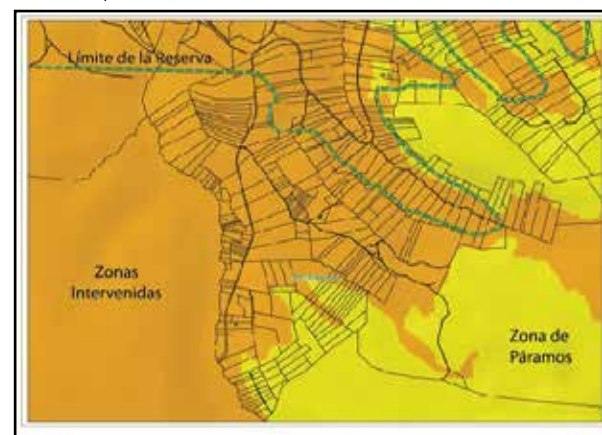 Límite de la Reserva
Zonas
Intervenidas
Zona de
Páramos